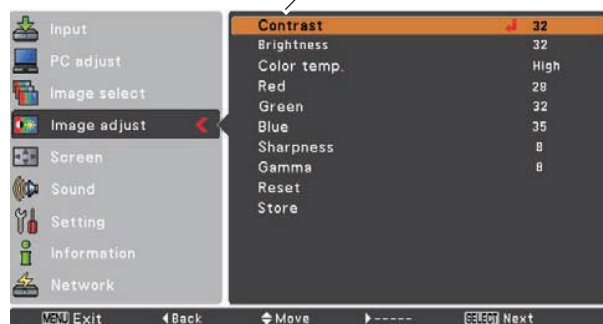 Input
PC adjust
Image select
Image adjust
Screen
Sound
Setting
Information
Network
Contrast 32
Brightness 32
Color temp. High
Red 28
Green 32
Blue 35
Sharpness 8
Gamma 8
Reset
Store
MENU Exit Back Move ----- SELECT Next